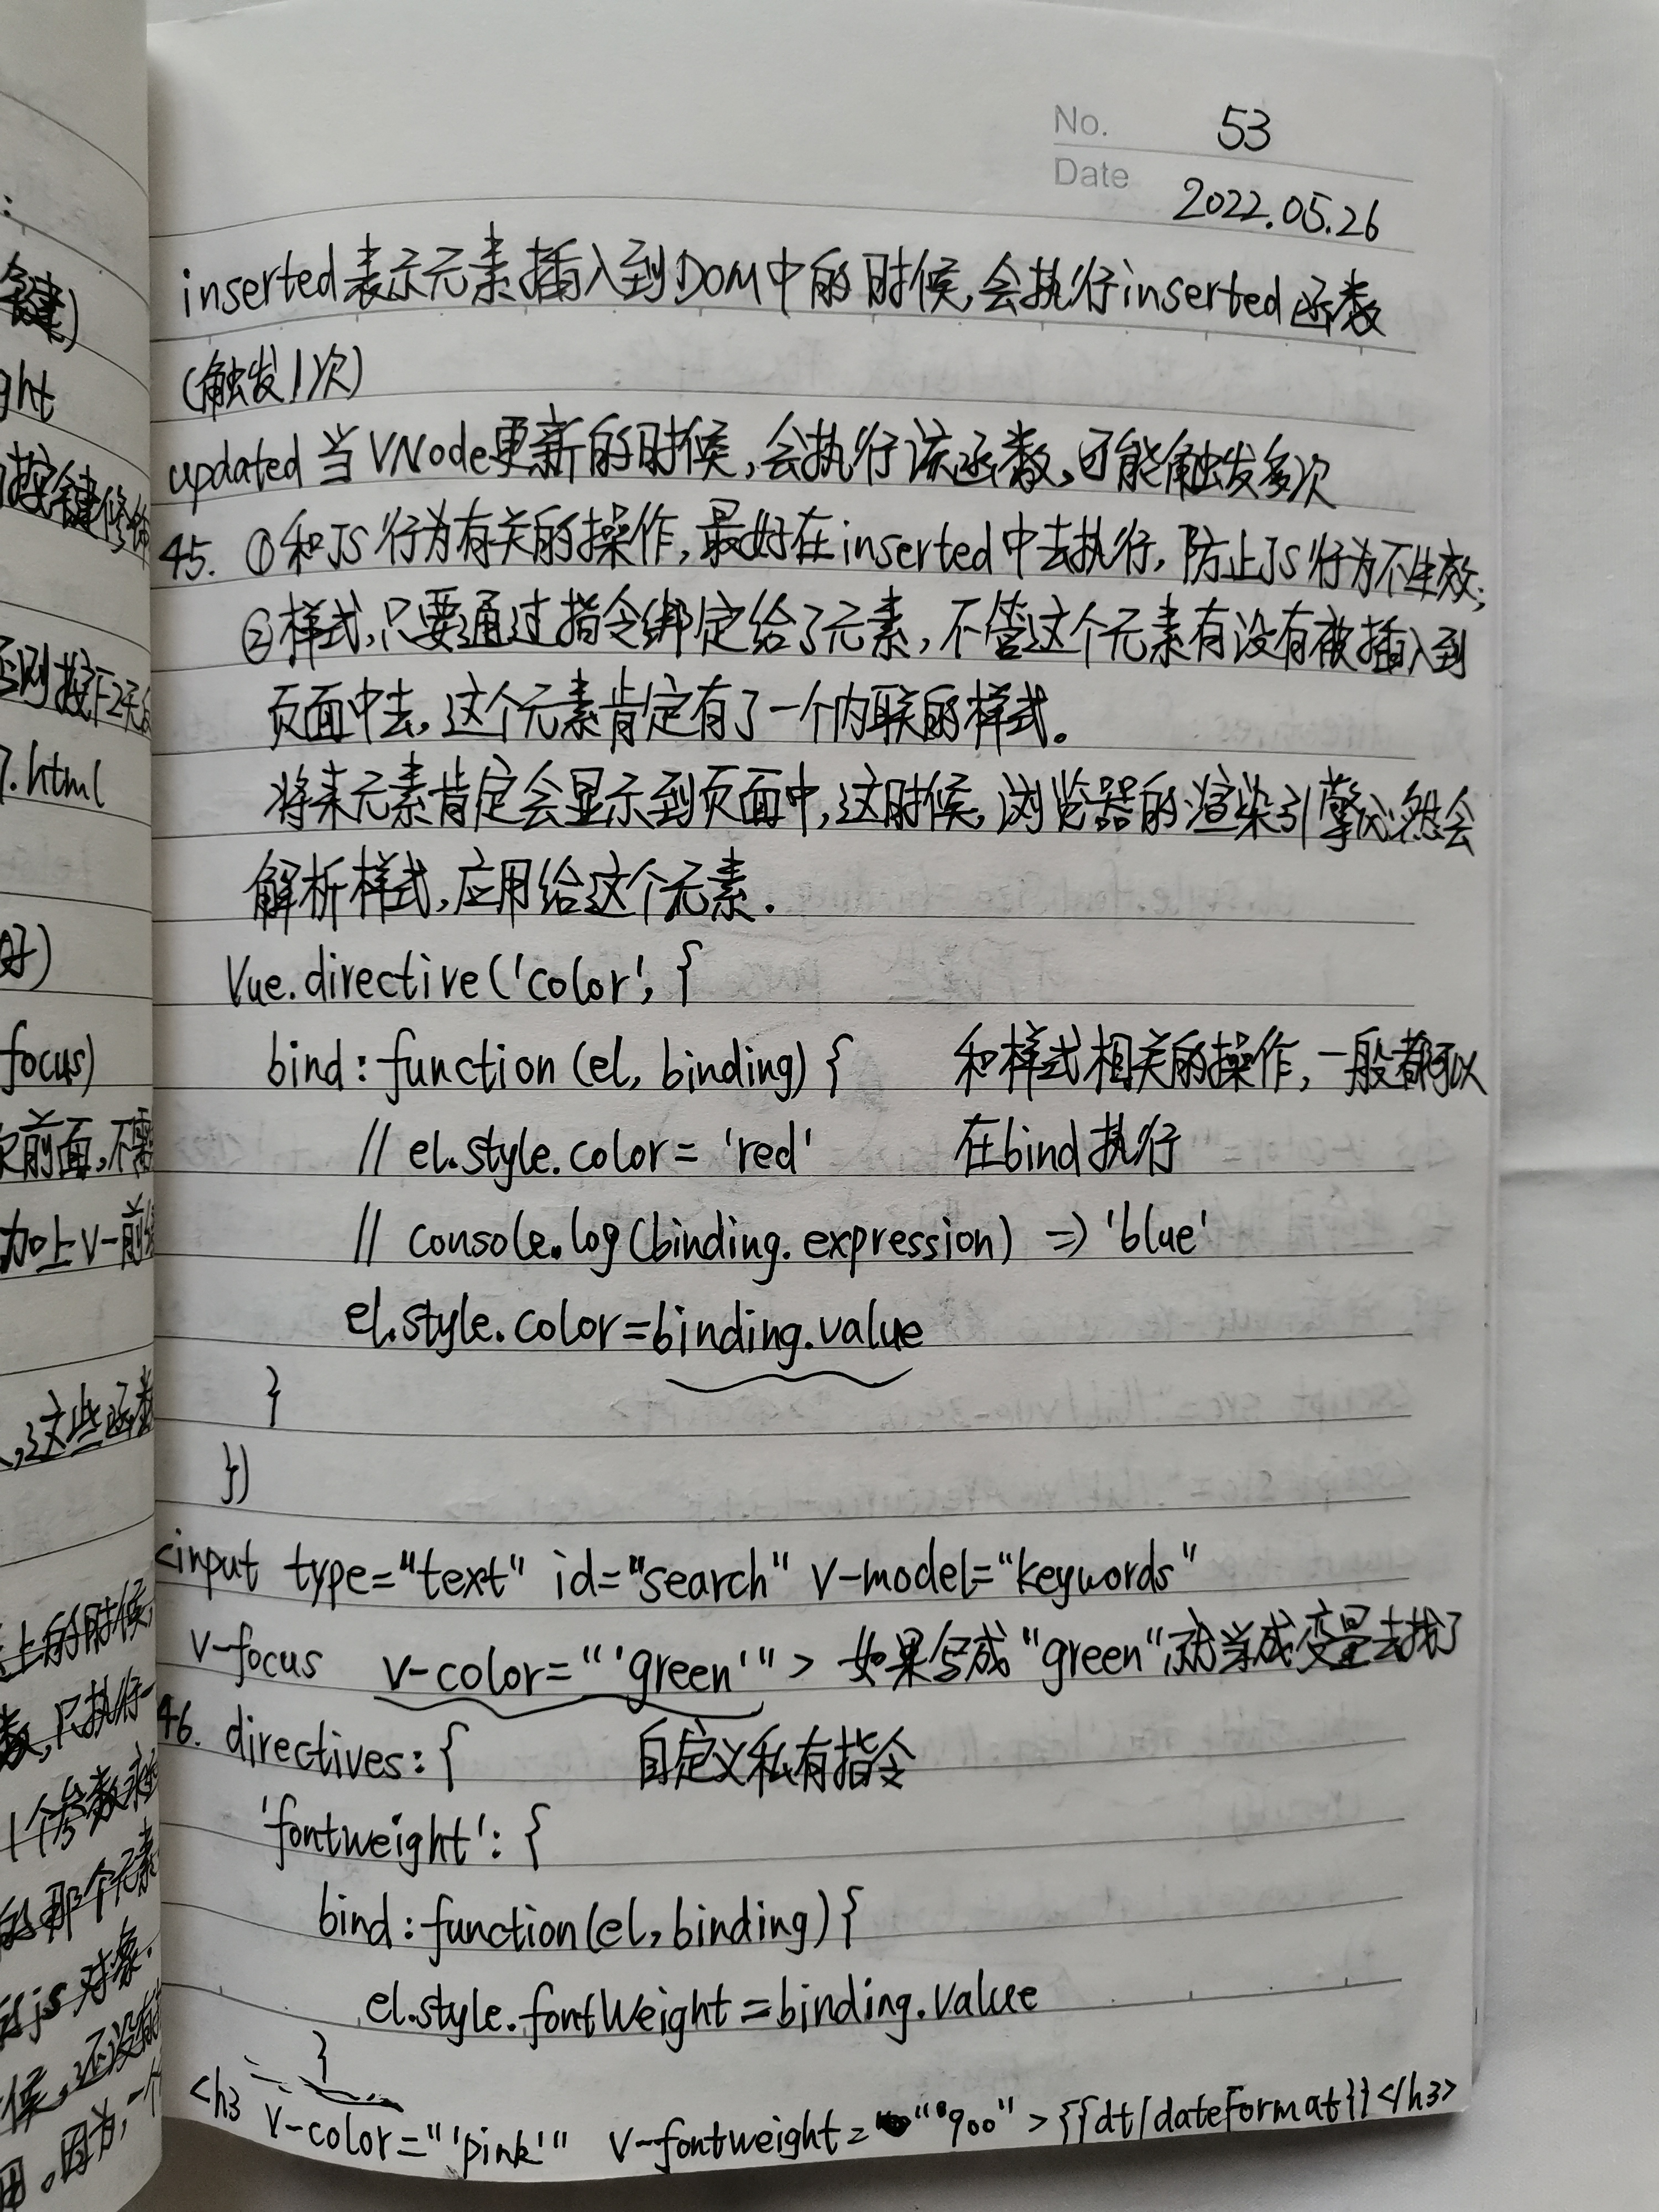 No. 53
Date 2022.05.26
inserted表示元素插入到DOM中的时候,会执行inserted函数
(触发1次)
updated当VNode更新的时候,会执行该函数,可能触发多次
45. ①和JS行为有关的操作,最好在inserted中去执行,防止JS行为不生效;
②样式,只要通过指令绑定给了元素,不管这个元素有没有被插入到
页面中去,这个元素肯定有了一个内联的样式。
将来元素肯定会显示到页面中,这时候,浏览器的渲染引擎必然会
解析样式,应用给这个元素.
Vue.directive('color', {
bind: function (el, binding) { 和样式相关的操作,一般都可以
// el.style.color = 'red' 在bind执行
// console.log(binding.expression) => 'blue'
el.style.color=binding.value
}
})
<input type="text" id="search" v-model="keywords"
v-focus v-color="'green'"> 如果写成"green",就当成变量去找了
46. directives: { 自定义私有指令
'fontweight': {
bind: function(el, binding) {
el.style.fontWeight = binding.value
}
<h3 v-color="'pink'" v-fontweight="900"> {{dt|dateFormat}}</h3>
键)
ght
按键修饰
否则按下2无
7.html
好)
focus)
前面,不需
加上v-前
,这些函数
上的时候
数,只执行一
1个参数永
的那个元素
js对象.
候,还没有
用。因为,一个